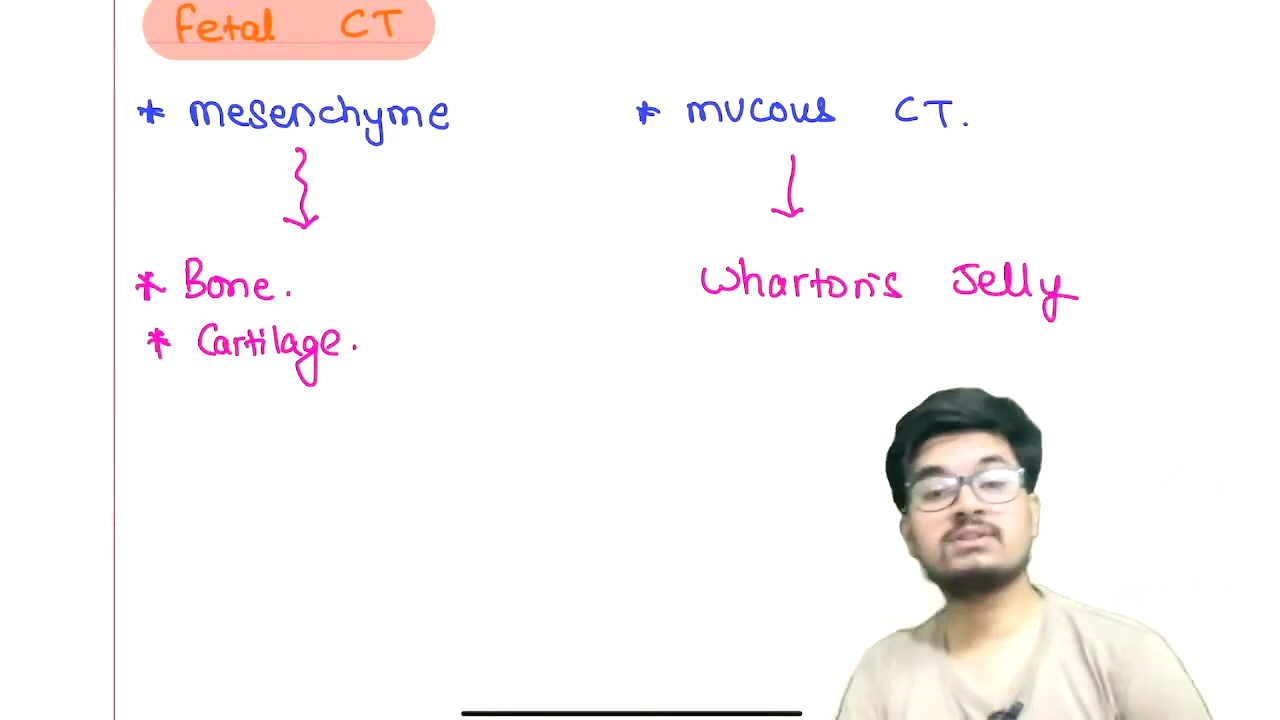 Fetal CT
* mesenchyme
* mucous CT.
* Bone.
* Cartilage.
Wharton's Jelly